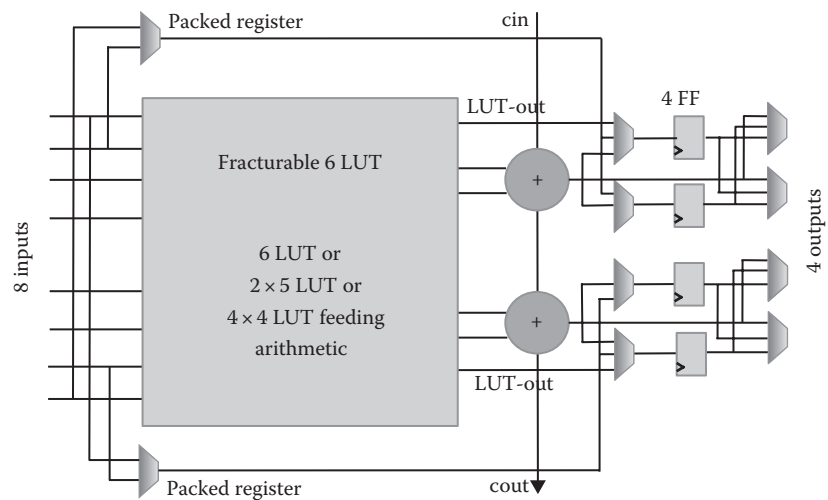 Packed register
cin
LUT-out
4 FF
Fracturable 6 LUT
+
8 inputs
4 outputs
6 LUT or
2 × 5 LUT or
4 × 4 LUT feeding
arithmetic
+
LUT-out
Packed register
cout